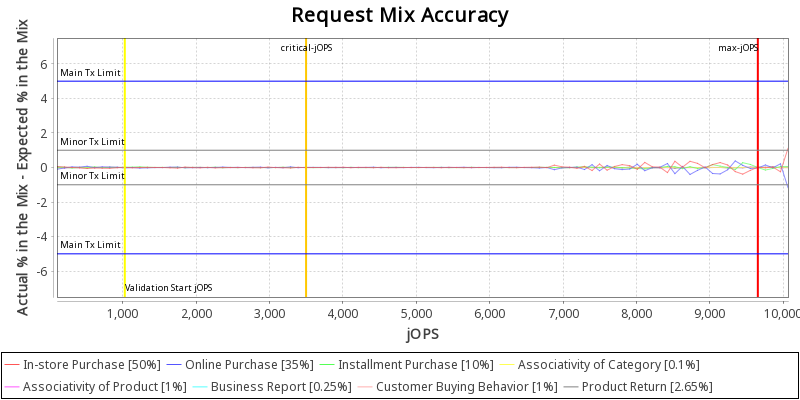 Request Mix Accuracy
critical-jOPS
max-jOPS
6
Main Tx Limit
4
2
Minor Tx Limit
0
Minor Tx Limit
-2
-4
Main Tx Limit
-6
Validation Start jOPS
Actual % in the Mix - Expected % in the Mix
1,000 2,000 3,000 4,000 5,000 6,000 7,000 8,000 9,000 10,000
jOPS
In-store Purchase [50%] Online Purchase [35%] Installment Purchase [10%] Associativity of Category [0.1%]
Associativity of Product [1%] Business Report [0.25%] Customer Buying Behavior [1%] Product Return [2.65%]